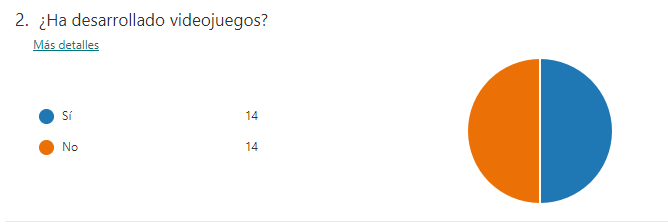 2. ¿Ha desarrollado videojuegos?
Más detalles
Sí 14
No 14